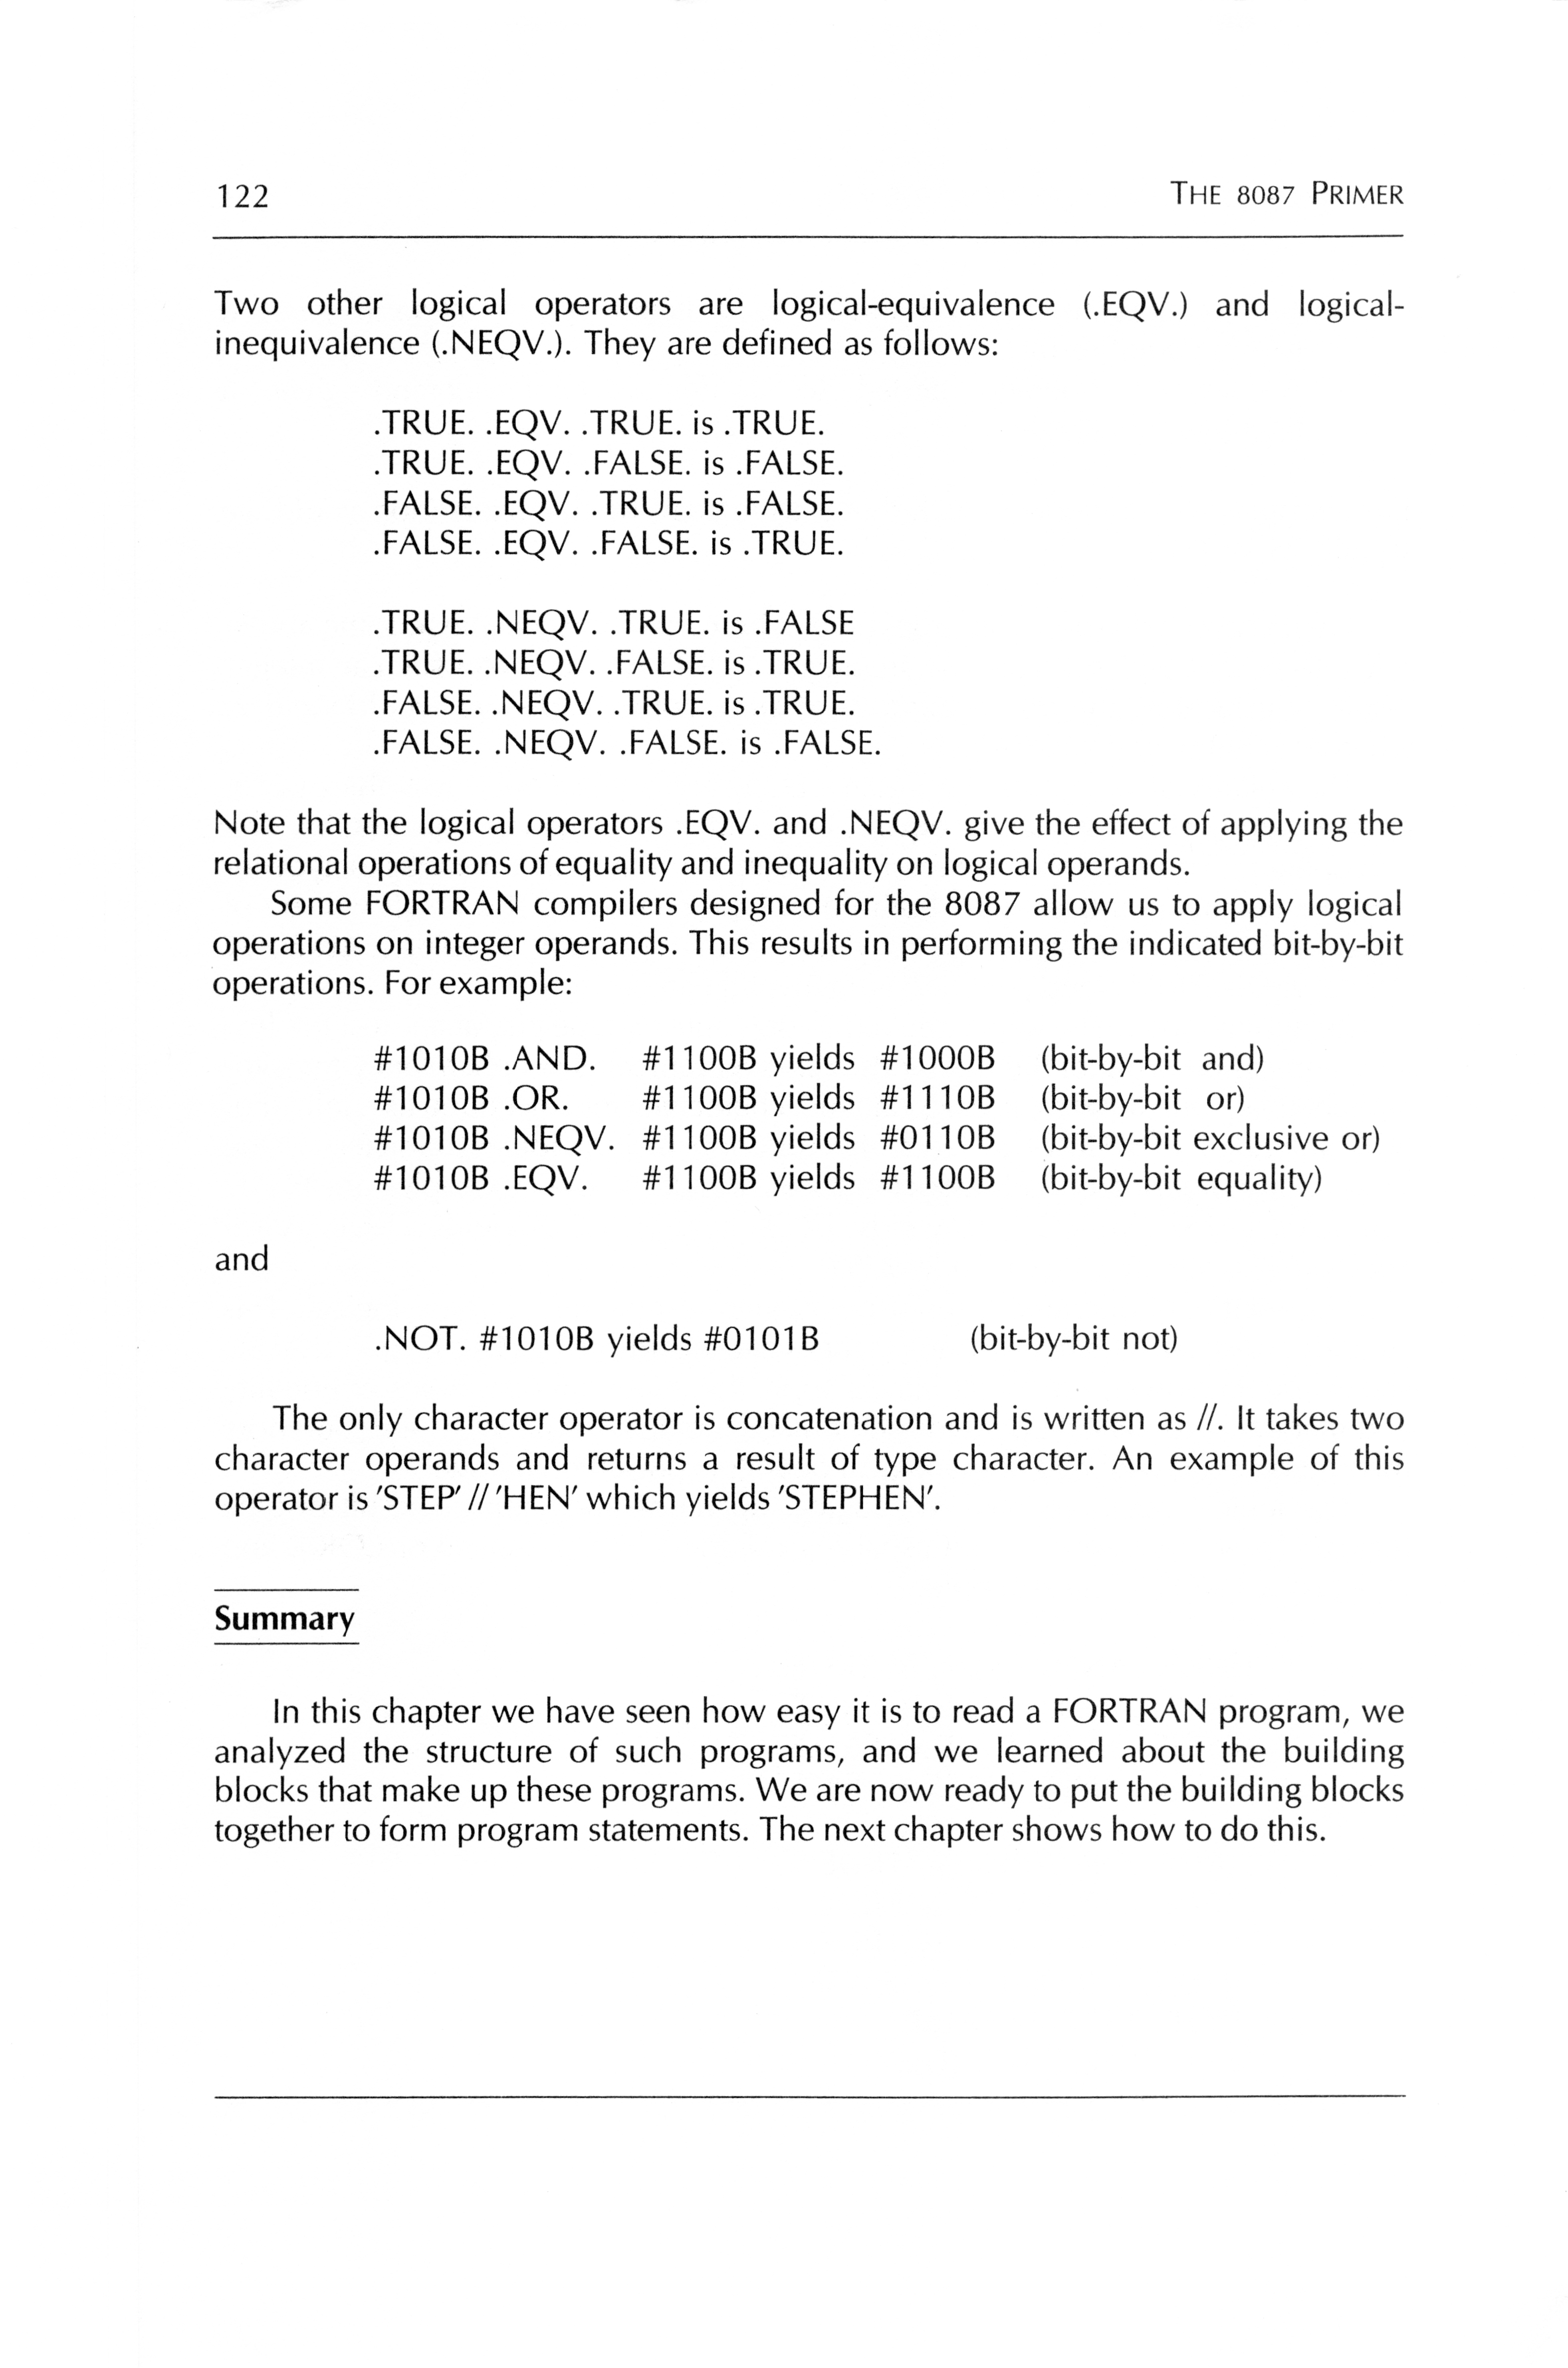 122 THE 8087 PRIMER
Two other logical operators are logical-equivalence (.EQV.) and logical-
inequivalence (.NEQV.). They are defined as follows:
.TRUE. .EQV. .TRUE. is .TRUE.
.TRUE. .EQV. .FALSE. is .FALSE.
.FALSE. .EQV. .TRUE. is .FALSE.
.FALSE. .EQV. .FALSE. is .TRUE.
.TRUE. .NEQV. .TRUE. is .FALSE
.TRUE. .NEQV. .FALSE. is .TRUE.
.FALSE. .NEQV. .TRUE. is .TRUE.
.FALSE. .NEQV. .FALSE. is .FALSE.
Note that the logical operators .EQV. and .NEQV. give the effect of applying the
relational operations of equality and inequality on logical operands.
Some FORTRAN compilers designed for the 8087 allow us to apply logical
operations on integer operands. This results in performing the indicated bit-by-bit
operations. For example:
#1010B .AND. #1100B yields #1000B (bit-by-bit and)
#1010B .OR. #1100B yields #1110B (bit-by-bit or)
#1010B .NEQV. #1100B yields #0110B (bit-by-bit exclusive or)
#1010B .EQV. #1100B yields #1100B (bit-by-bit equality)
and
.NOT. #1010B yields #0101B (bit-by-bit not)
The only character operator is concatenation and is written as //. It takes two
character operands and returns a result of type character. An example of this
operator is 'STEP' // 'HEN' which yields 'STEPHEN'.
Summary
In this chapter we have seen how easy it is to read a FORTRAN program, we
analyzed the structure of such programs, and we learned about the building
blocks that make up these programs. We are now ready to put the building blocks
together to form program statements. The next chapter shows how to do this.